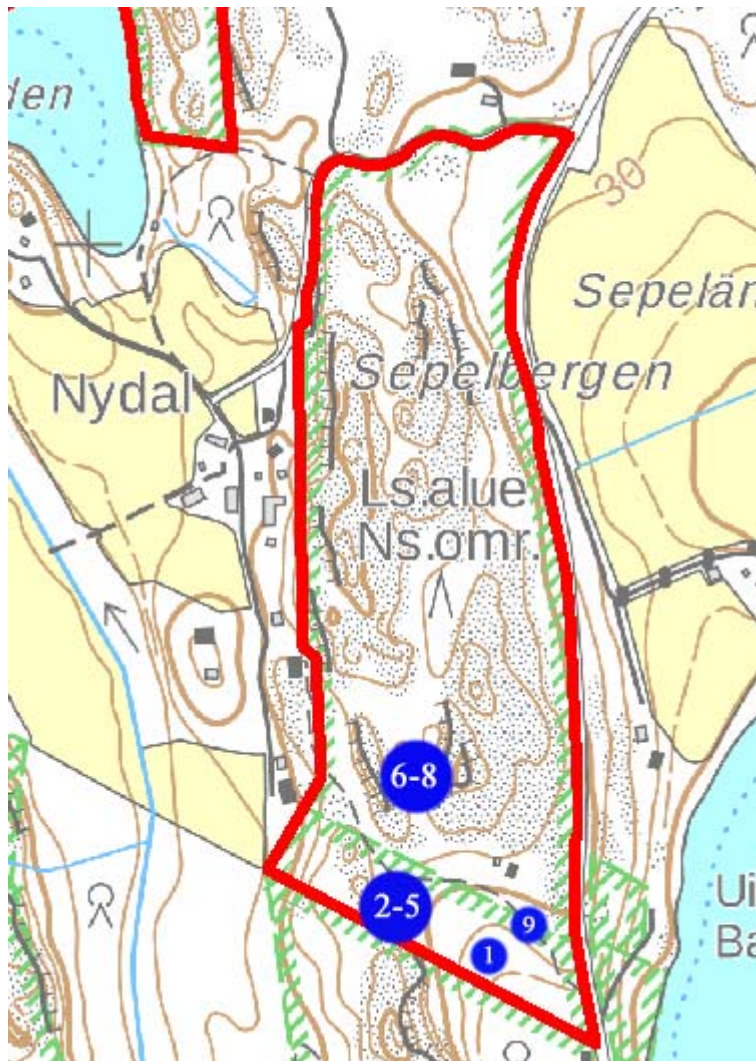 den
30
Sepelän
Sepelbergen
Nydal
Ls.alue
Ns.omr.
6-8
2-5
9
1
Ui
Ba